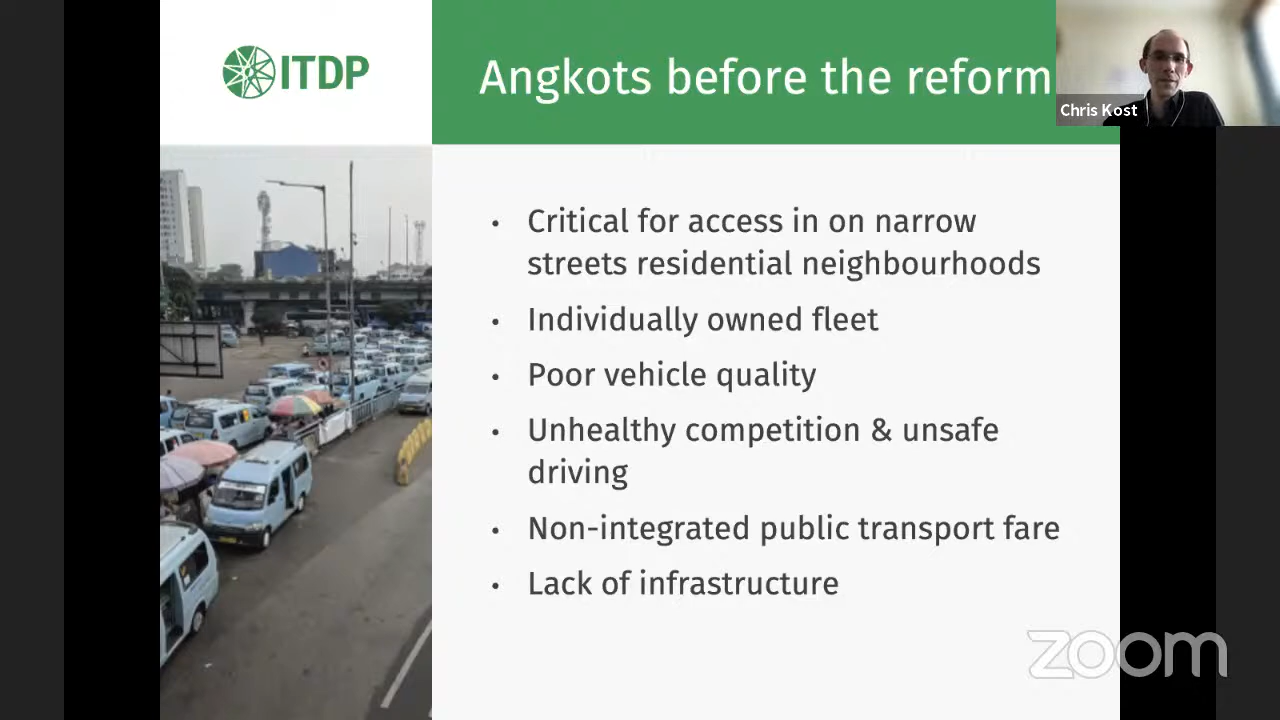 ITDP
Angkots before the reform
Chris Kost
• Critical for access in on narrow
streets residential neighbourhoods
• Individually owned fleet
• Poor vehicle quality
• Unhealthy competition & unsafe
driving
• Non-integrated public transport fare
• Lack of infrastructure
zoom